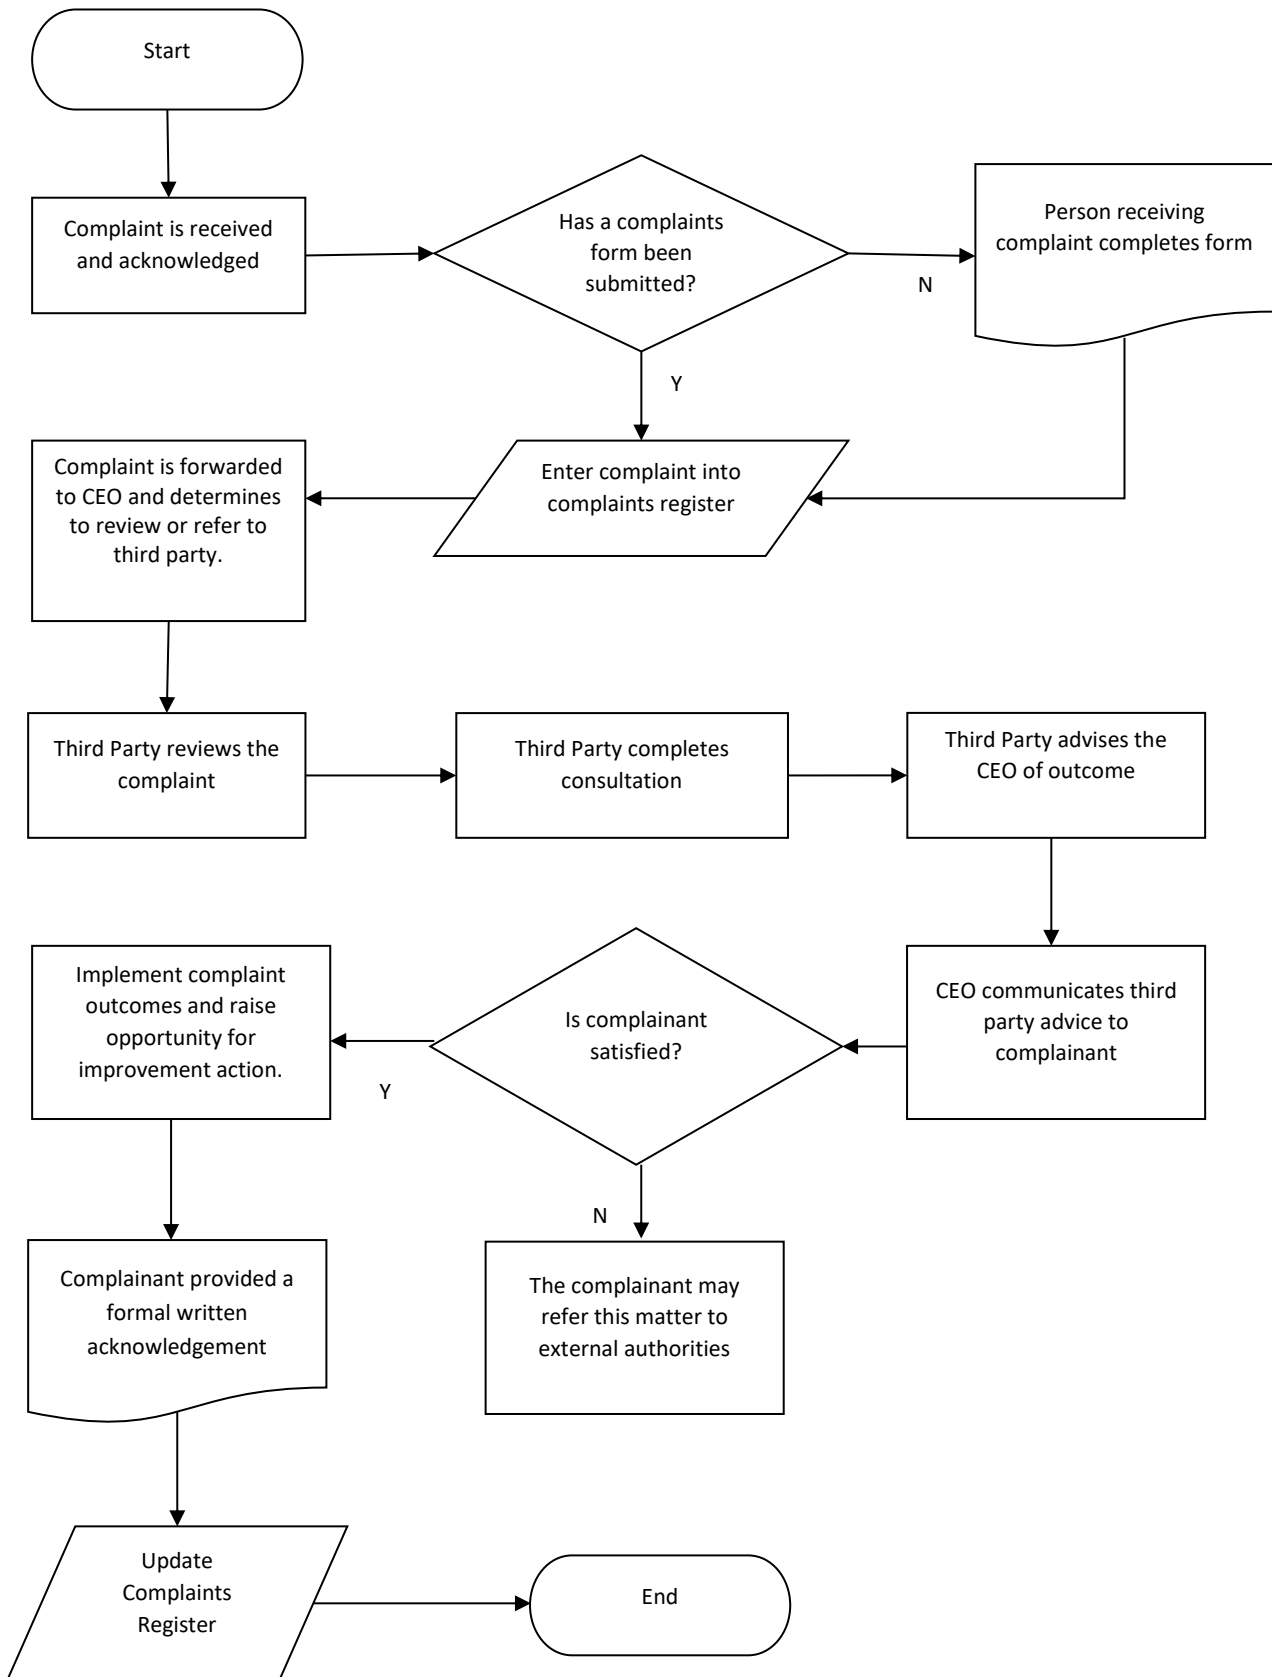 Start
Complaint is received
and acknowledged
Has a complaints
form been
submitted?
N
Person receiving
complaint completes form
Y
Complaint is forwarded
to CEO and determines
to review or refer to
third party.
Enter complaint into
complaints register
Third Party reviews the
complaint
Third Party completes
consultation
Third Party advises the
CEO of outcome
Implement complaint
outcomes and raise
opportunity for
improvement action.
Y
Is complainant
satisfied?
CEO communicates third
party advice to
complainant
N
Complainant provided a
formal written
acknowledgement
The complainant may
refer this matter to
external authorities
Update
Complaints
Register
End